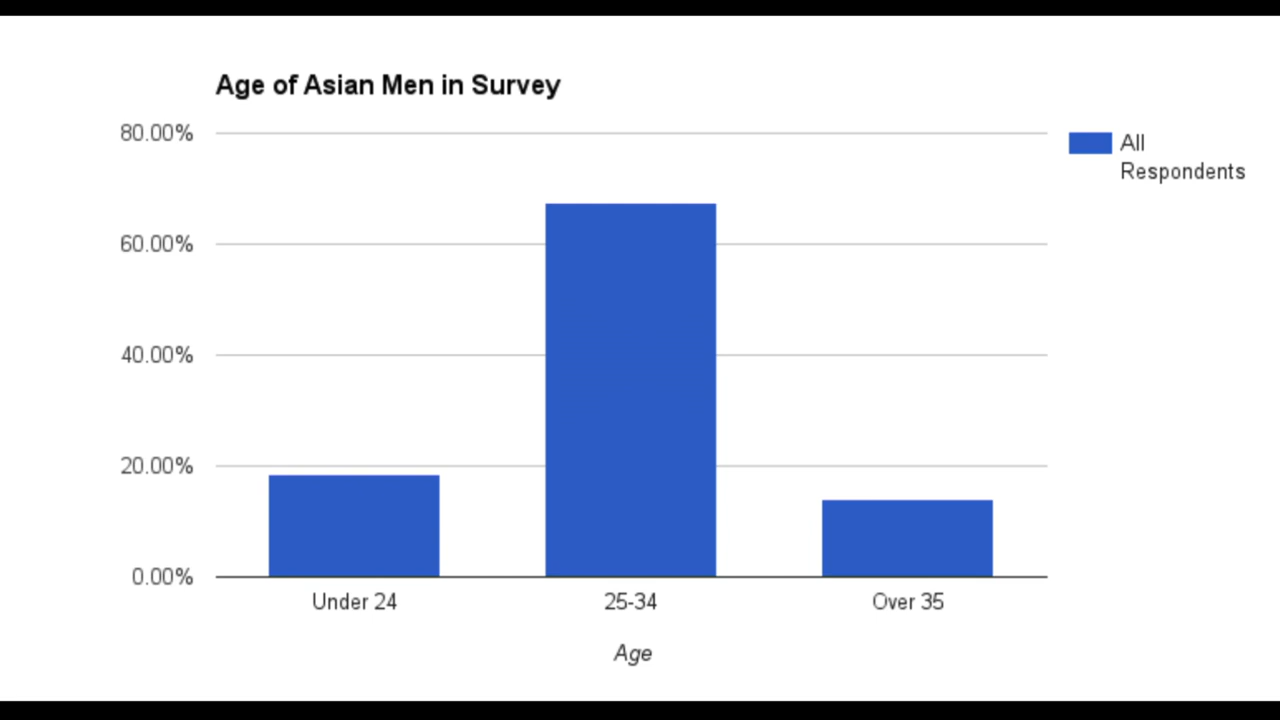 Age of Asian Men in Survey
80.00%
All
Respondents
60.00%
40.00%
20.00%
0.00%
Under 24
25-34
Over 35
Age